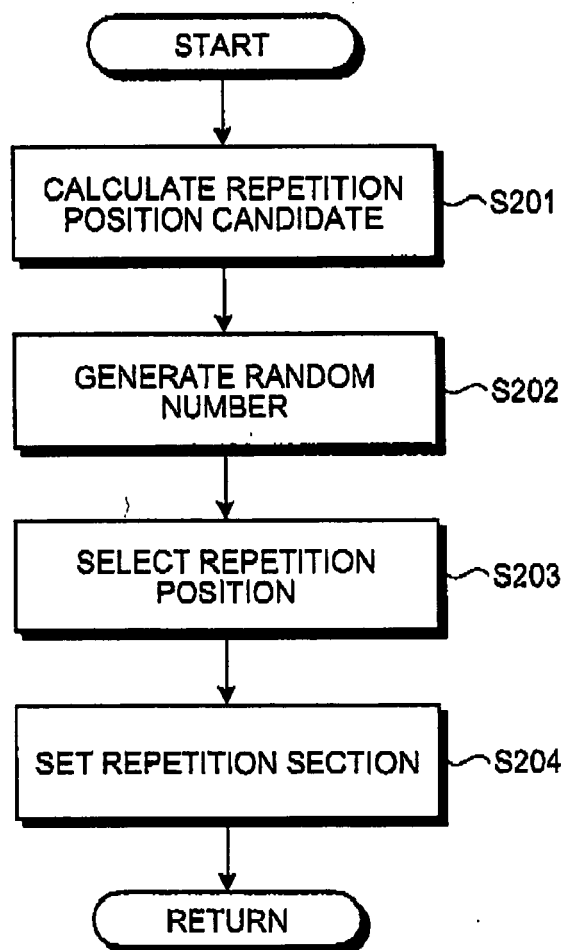 START
CALCULATE REPETITION
POSITION CANDIDATE
S201
GENERATE RANDOM
NUMBER
S202
SELECT REPETITION
POSITION
S203
SET REPETITION SECTION
S204
RETURN